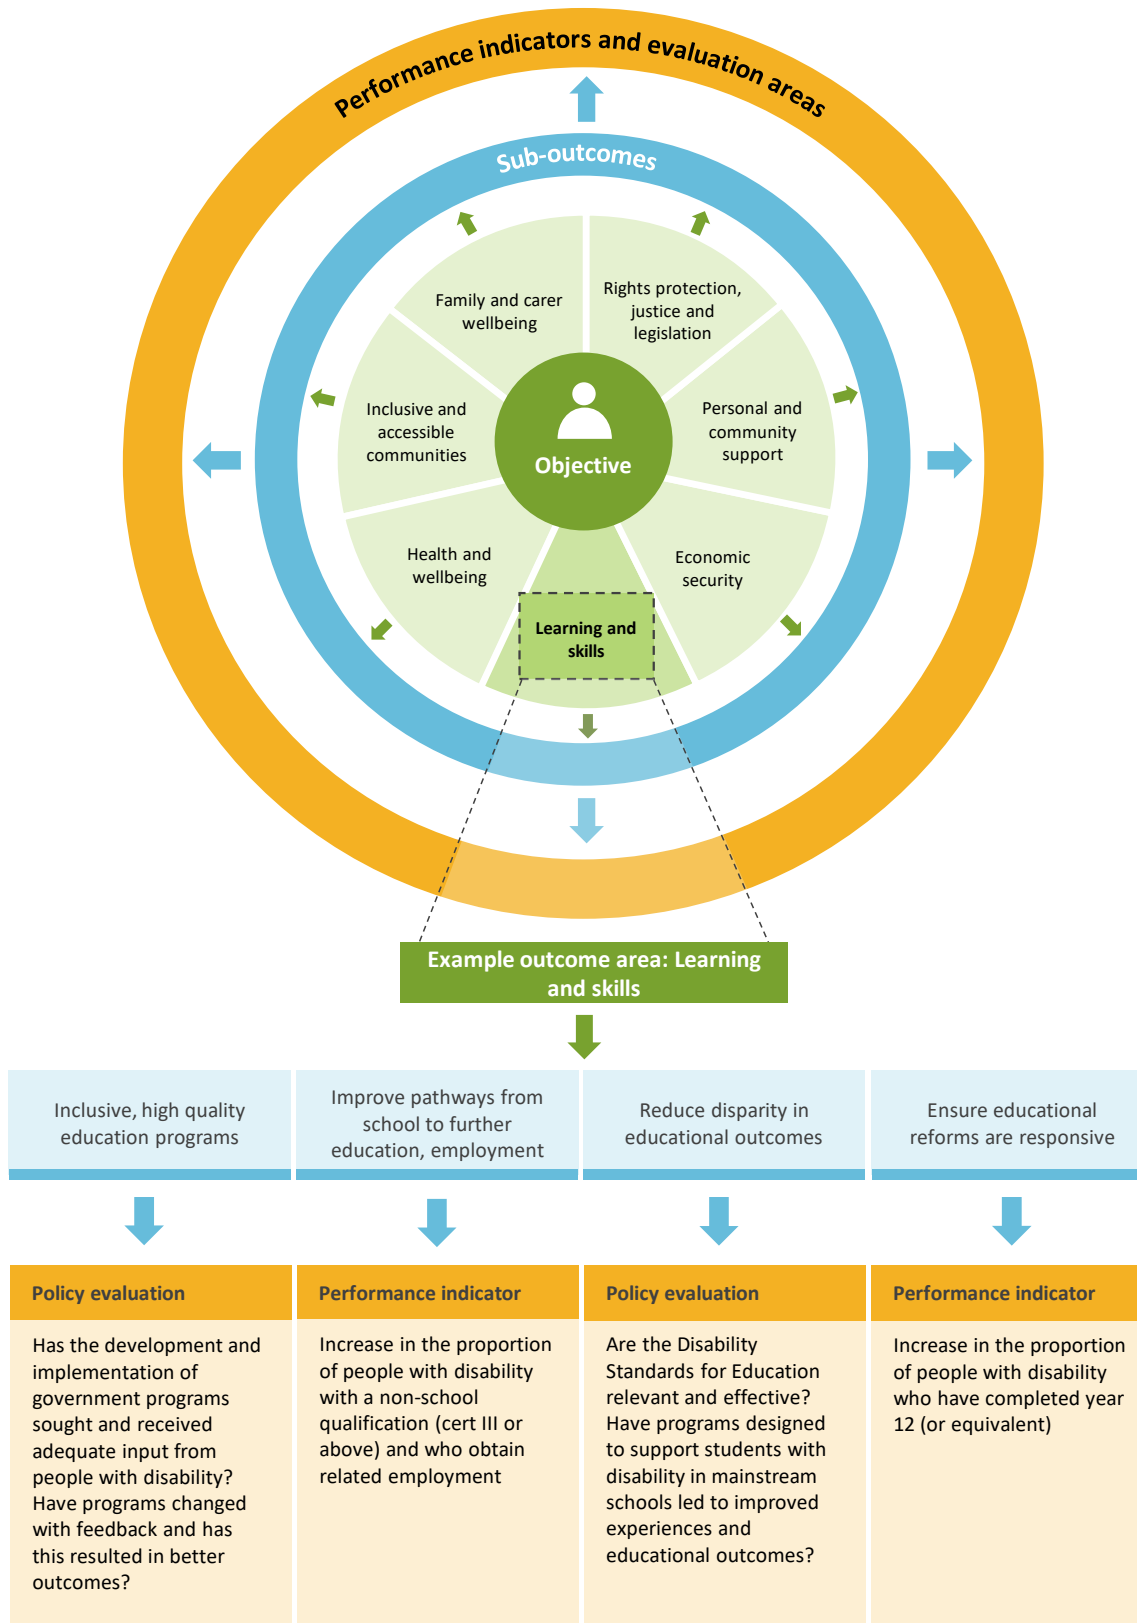 Performance indicators and evaluation areas
Sub-outcomes
Family and carer
wellbeing
Rights protection,
justice and
legislation
Inclusive and
accessible
communities
Personal and
community
support
Objective
Health and
wellbeing
Economic
security
Learning and
skills
Example outcome area: Learning
and skills
Inclusive, high quality
education programs
Improve pathways from
school to further
education, employment
Reduce disparity in
educational outcomes
Ensure educational
reforms are responsive
Policy evaluation
Has the development and
implementation of
government programs
sought and received
adequate input from
people with disability?
Have programs changed
with feedback and has
this resulted in better
outcomes?
Performance indicator
Increase in the proportion
of people with disability
with a non-school
qualification (cert III or
above) and who obtain
related employment
Policy evaluation
Are the Disability
Standards for Education
relevant and effective?
Have programs designed
to support students with
disability in mainstream
schools led to improved
experiences and
educational outcomes?
Performance indicator
Increase in the proportion
of people with disability
who have completed year
12 (or equivalent)